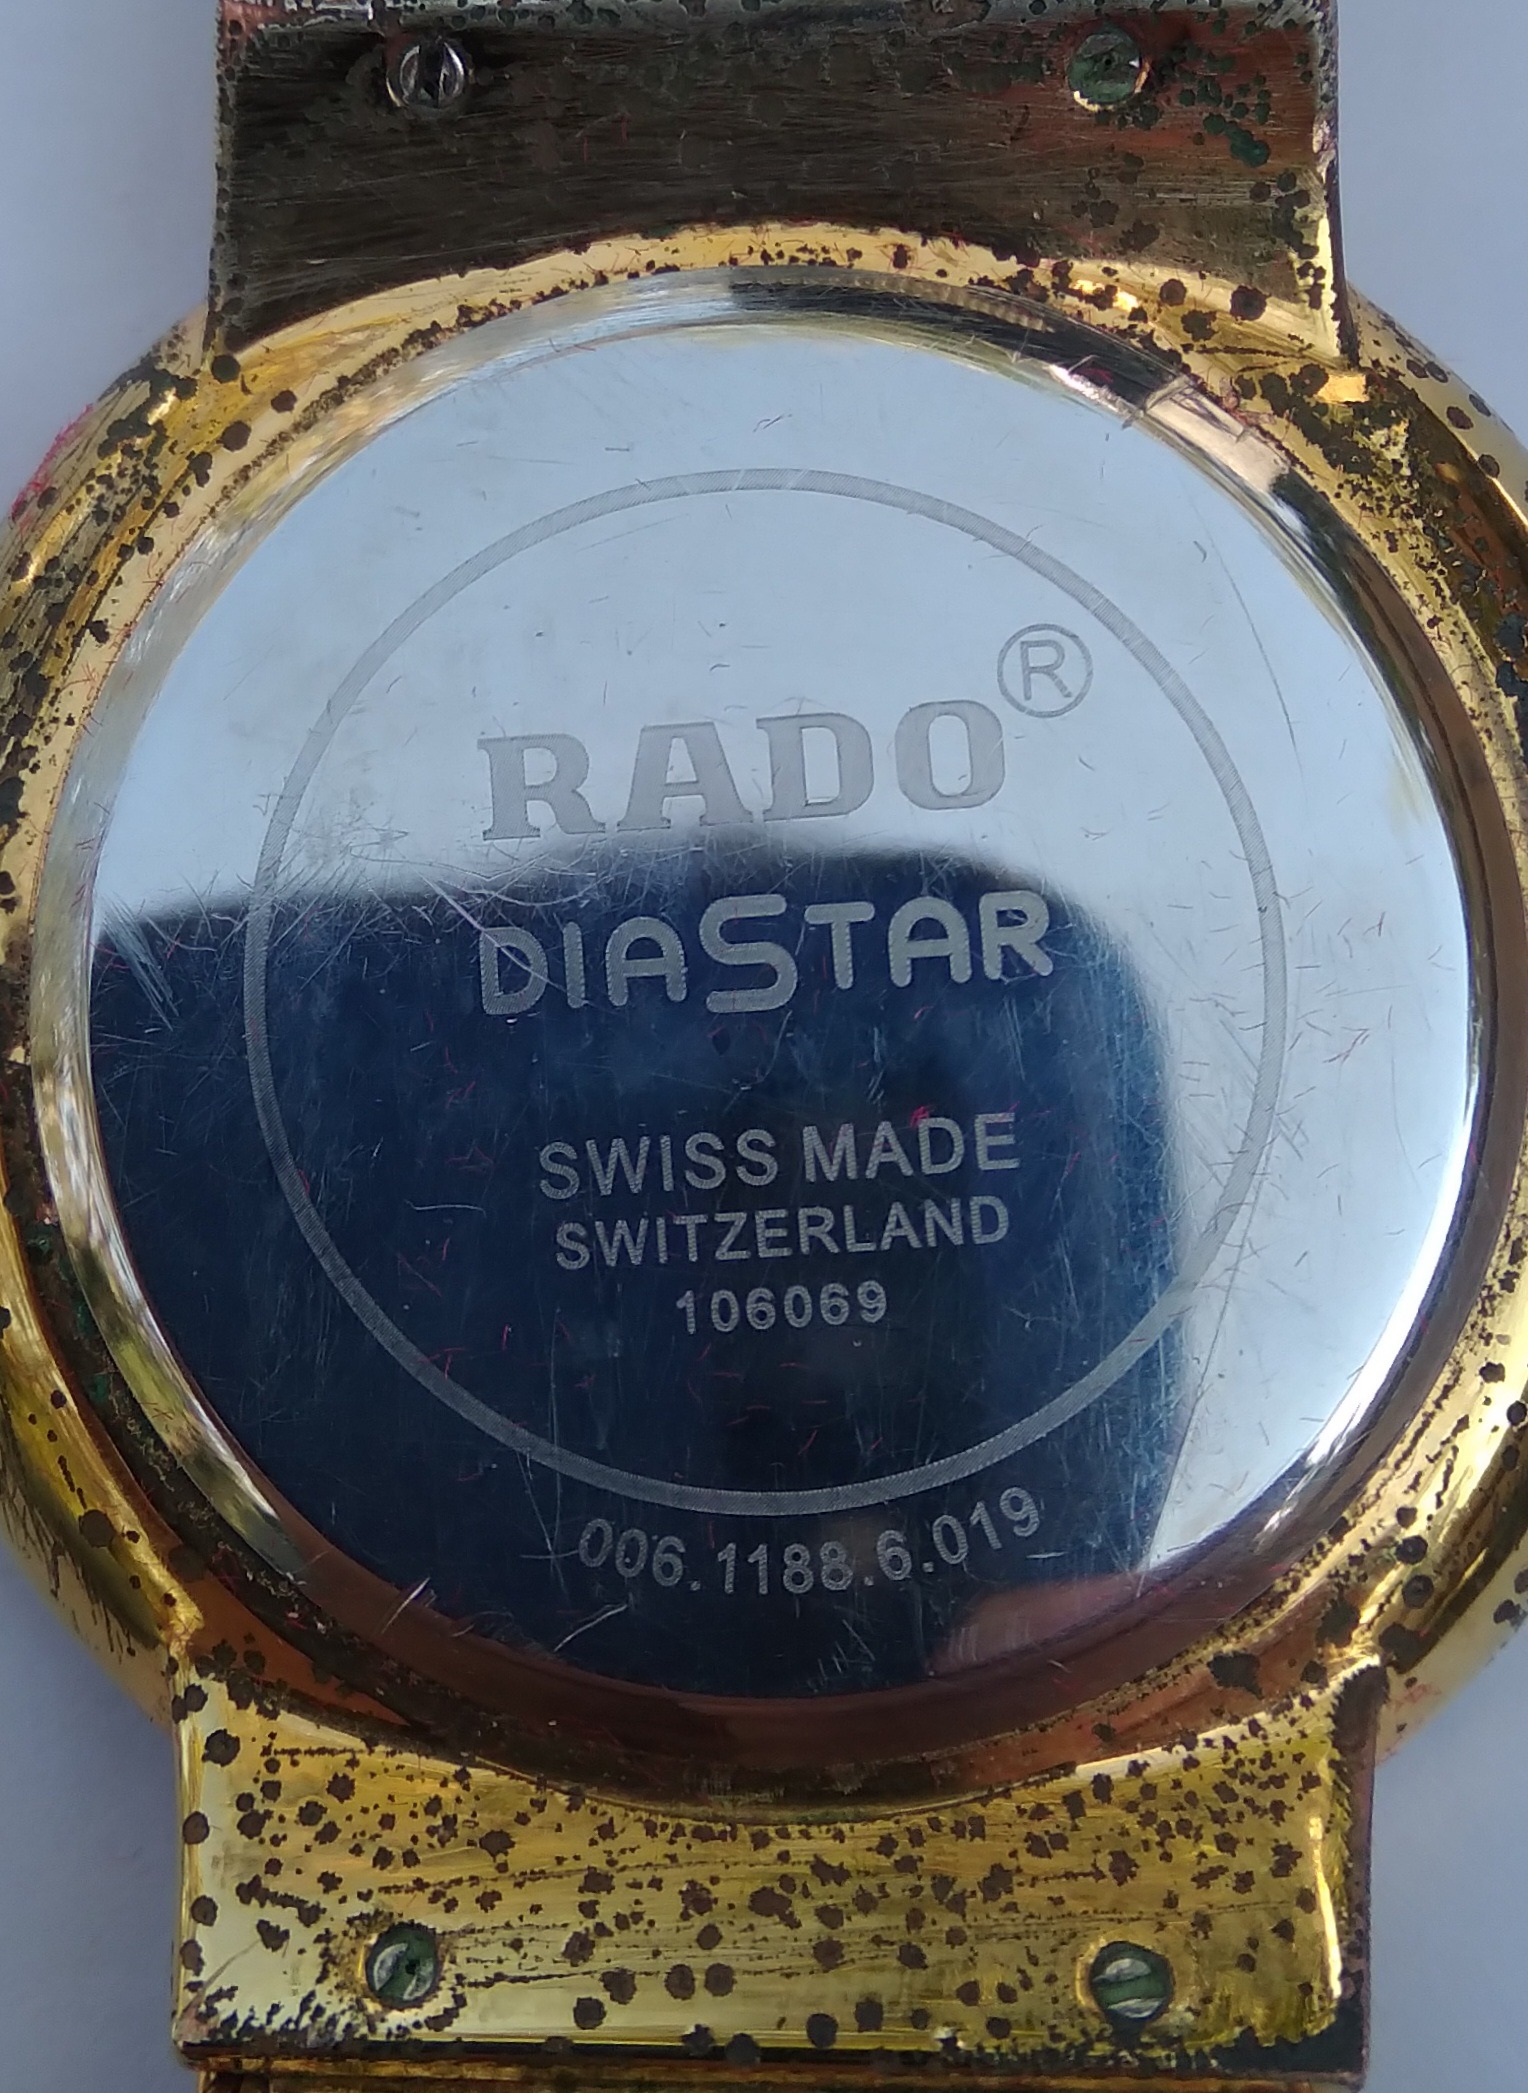 RADO®
DIASTAR
SWISS MADE
SWITZERLAND
106069
006.1188.6.019